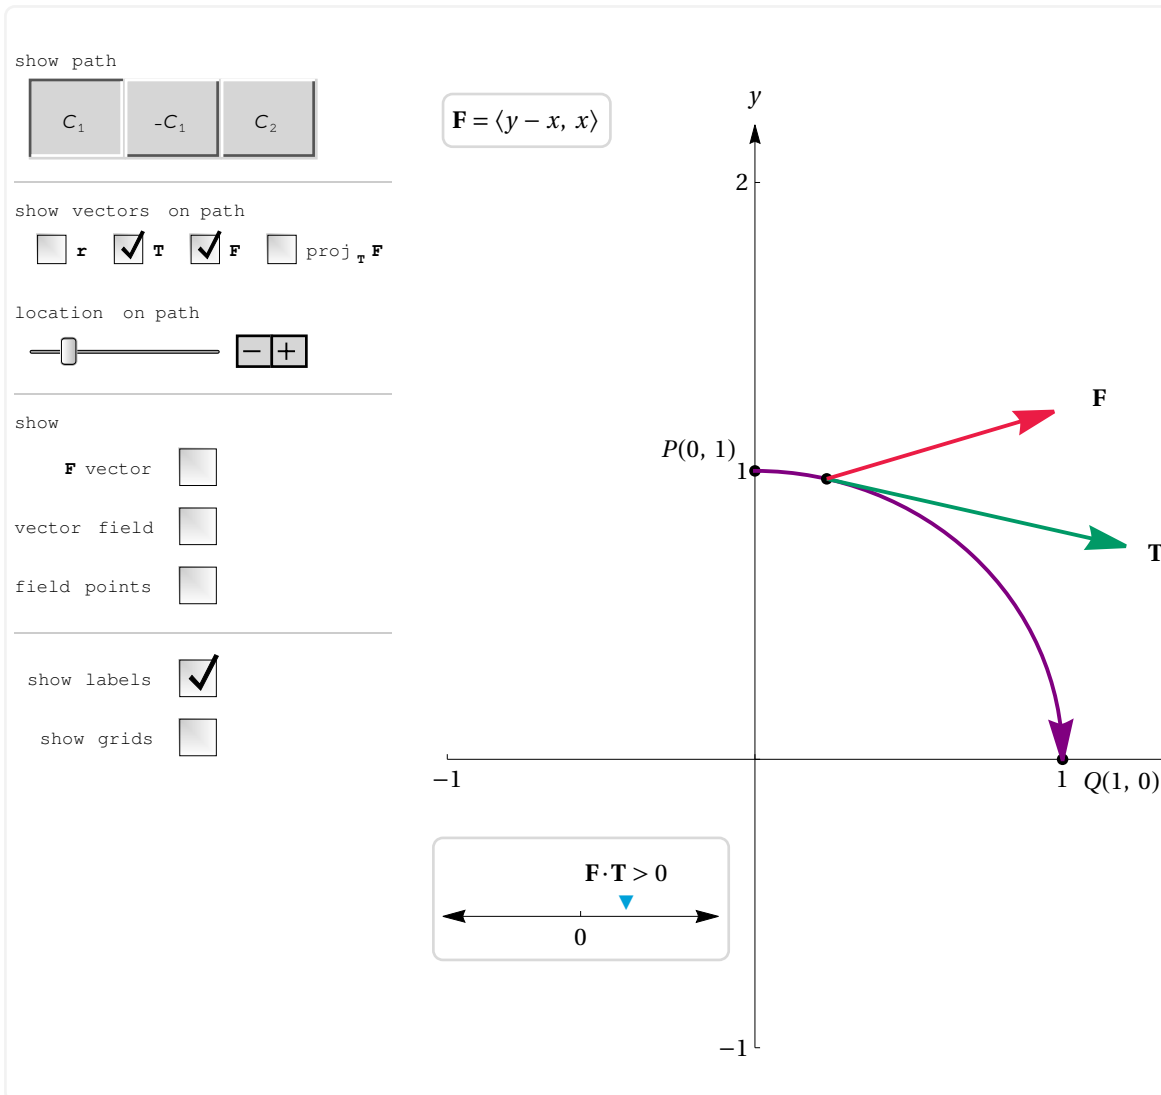 show path
C₁ -C₁ C₂
show vectors on path
r T F proj_T F
location on path
− +
show
F vector
vector field
field points
show labels
show grids
F = ⟨y − x, x⟩
y
2
F
P(0, 1)
1
T
−1
1 Q(1, 0)
F·T > 0
0
−1